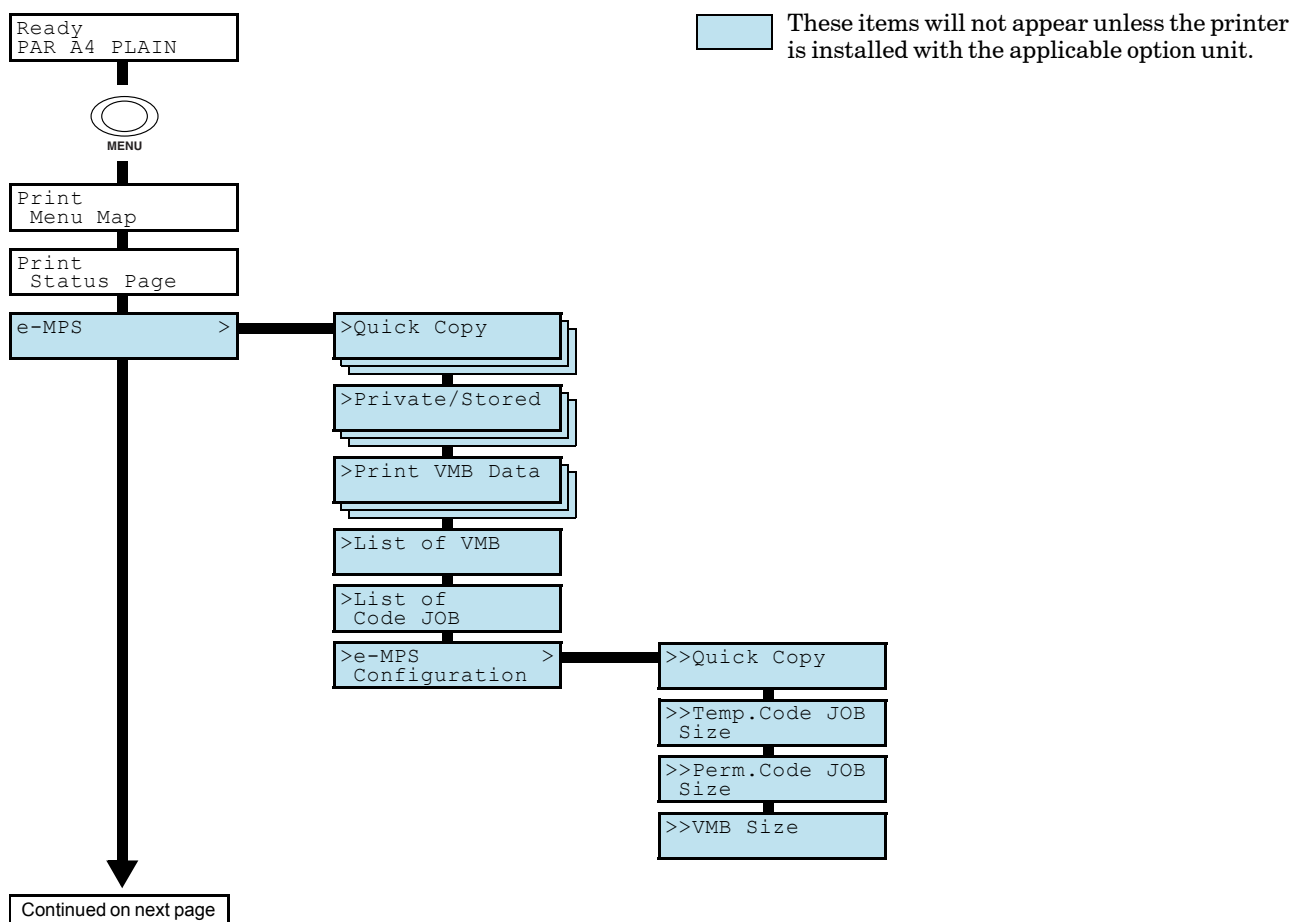 Ready
PAR A4 PLAIN
These items will not appear unless the printer
is installed with the applicable option unit.
MENU
Print
Menu Map
Print
Status Page
e-MPS >
>Quick Copy
>Private/Stored
>Print VMB Data
>List of VMB
>List of
Code JOB
>e-MPS >
Configuration
>>Quick Copy
>>Temp.Code JOB
Size
>>Perm.Code JOB
Size
>>VMB Size
Continued on next page